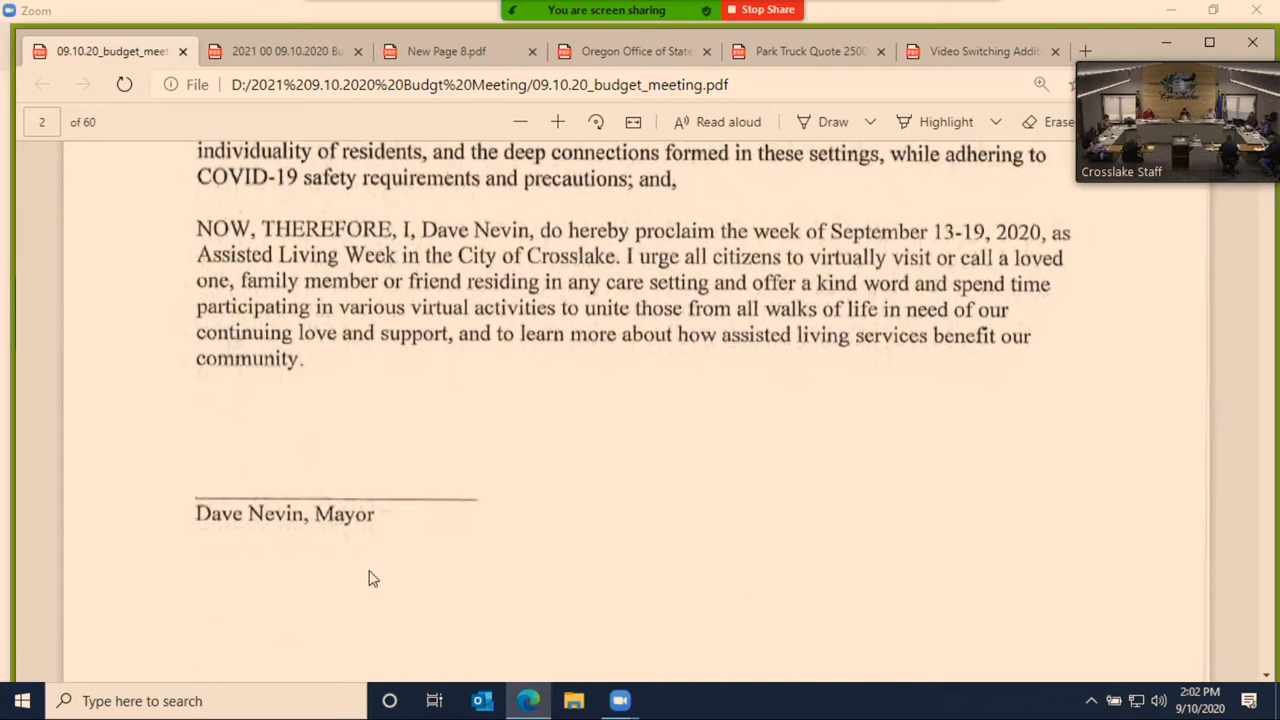 Zoom
You are screen sharing
Stop Share
09.10.20_budget_meet
2021 00 09.10.2020 Bu
New Page 8.pdf
Oregon Office of State
Park Truck Quote 2500
Video Switching Addit
File
D:/2021%209.10.2020%20Budgt%20Meeting/09.10.20_budget_meeting.pdf
2 of 60
Read aloud
Draw
Highlight
Erase
Crosslake Staff
individuality of residents, and the deep connections formed in these settings, while adhering to
COVID-19 safety requirements and precautions; and,
NOW, THEREFORE, I, Dave Nevin, do hereby proclaim the week of September 13-19, 2020, as
Assisted Living Week in the City of Crosslake. I urge all citizens to virtually visit or call a loved
one, family member or friend residing in any care setting and offer a kind word and spend time
participating in various virtual activities to unite those from all walks of life in need of our
continuing love and support, and to learn more about how assisted living services benefit our
community.
Dave Nevin, Mayor
Type here to search
2:02 PM
9/10/2020